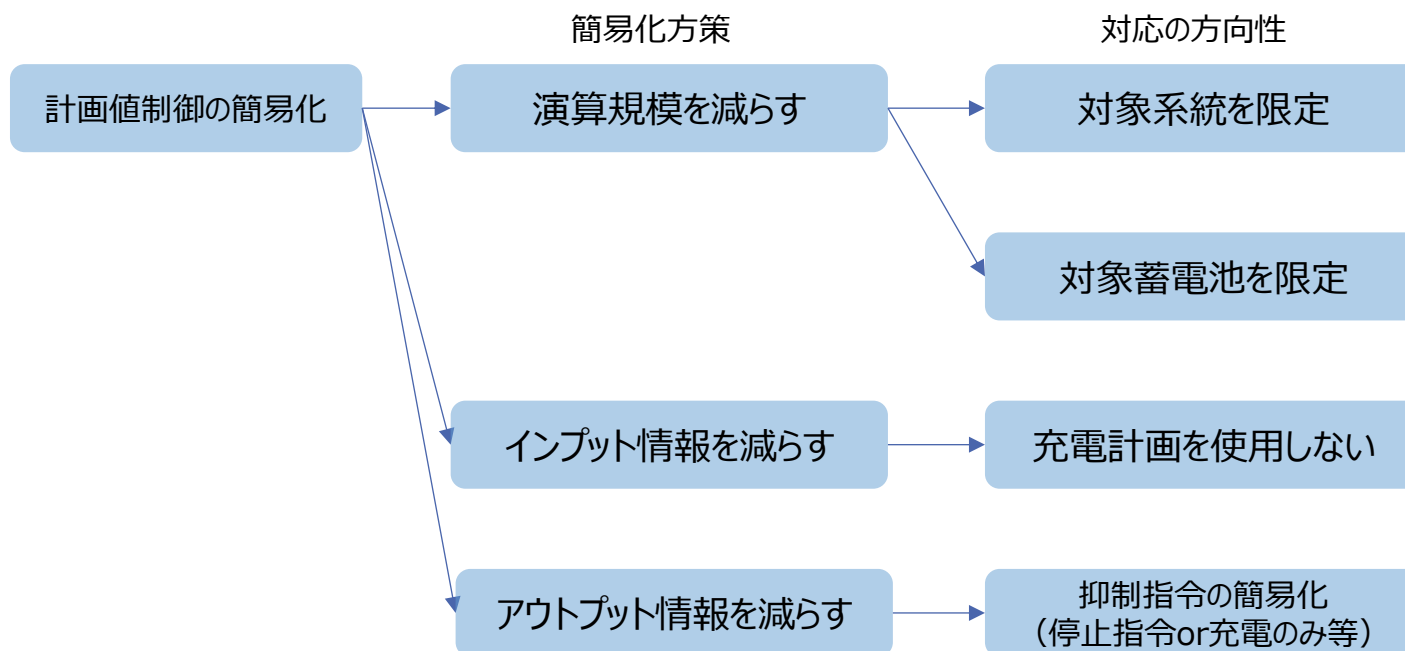 簡易化方策
対応の方向性
計画値制御の簡易化
演算規模を減らす
対象系統を限定
対象蓄電池を限定
インプット情報を減らす
充電計画を使用しない
アウトプット情報を減らす
抑制指令の簡易化
（停止指令or充電のみ等）